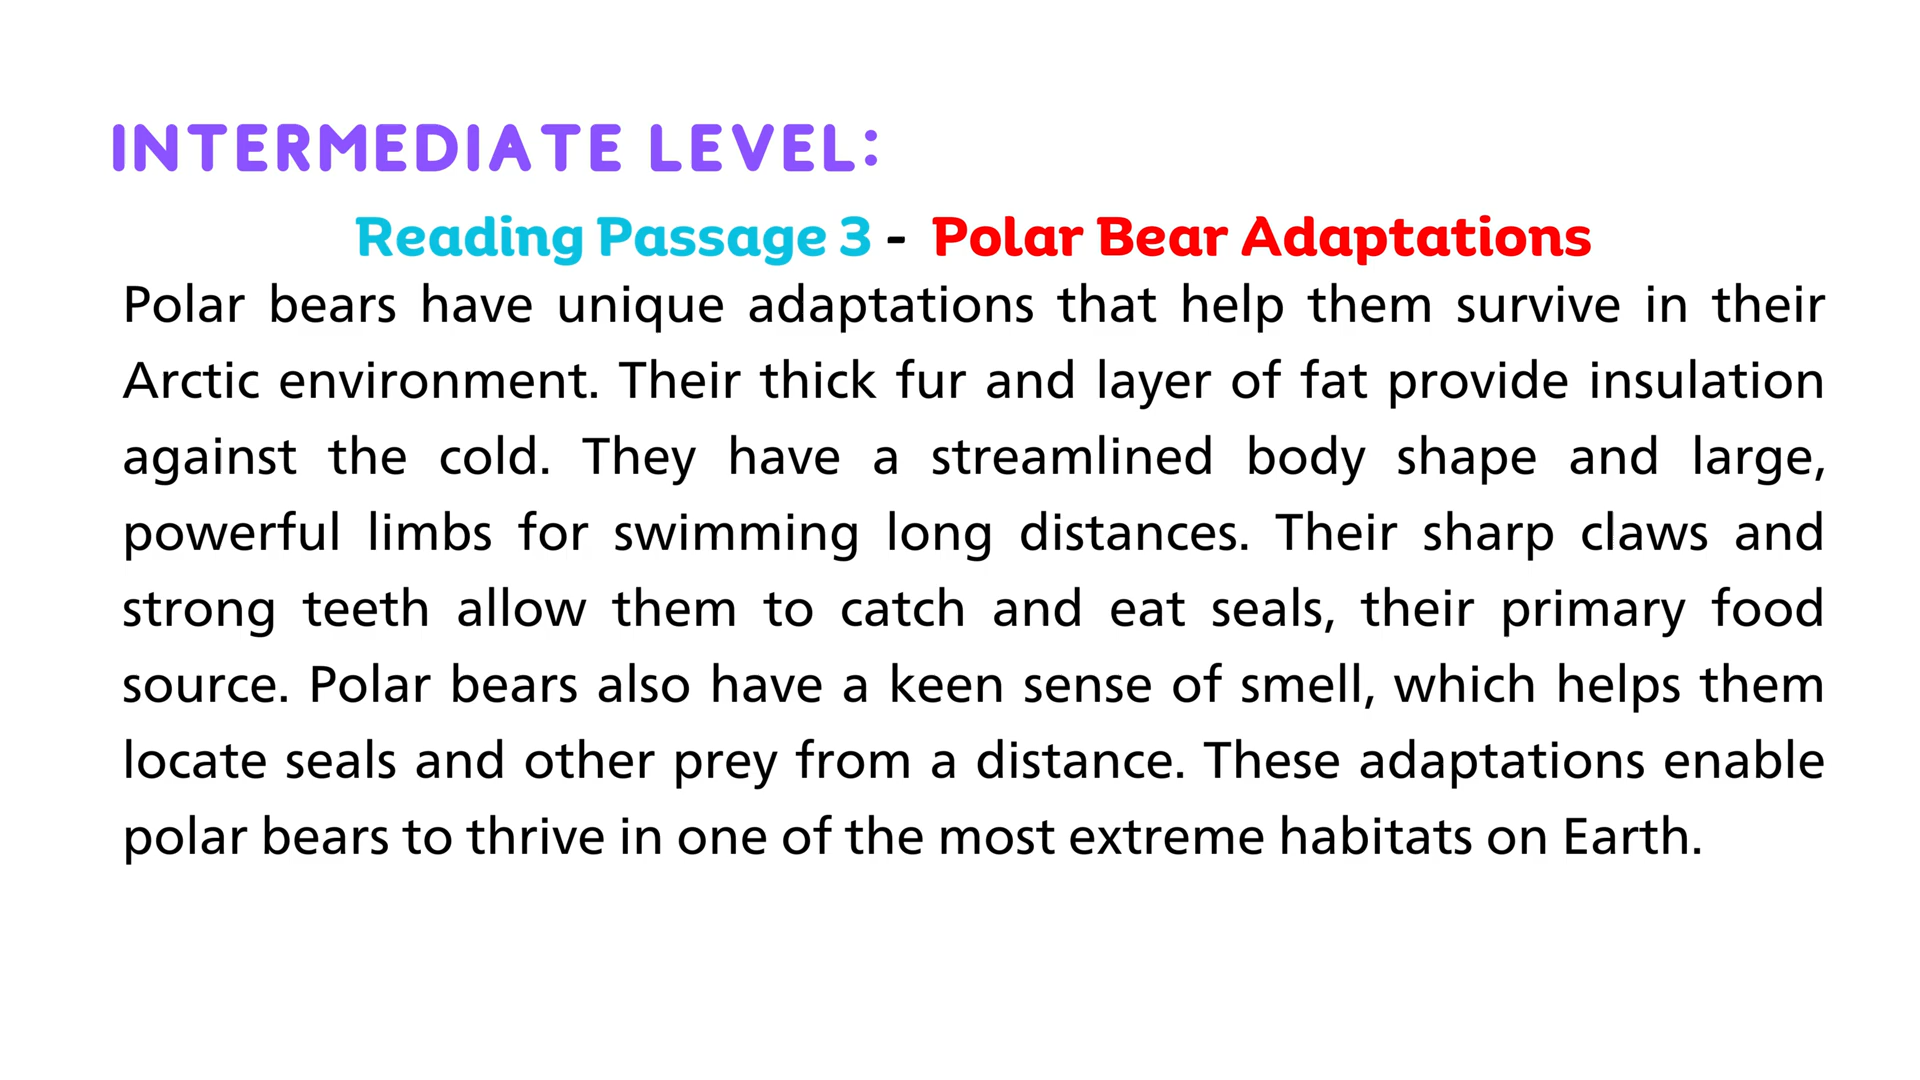 INTERMEDIATE LEVEL:
Reading Passage 3 - Polar Bear Adaptations
Polar bears have unique adaptations that help them survive in their
Arctic environment. Their thick fur and layer of fat provide insulation
against the cold. They have a streamlined body shape and large,
powerful limbs for swimming long distances. Their sharp claws and
strong teeth allow them to catch and eat seals, their primary food
source. Polar bears also have a keen sense of smell, which helps them
locate seals and other prey from a distance. These adaptations enable
polar bears to thrive in one of the most extreme habitats on Earth.